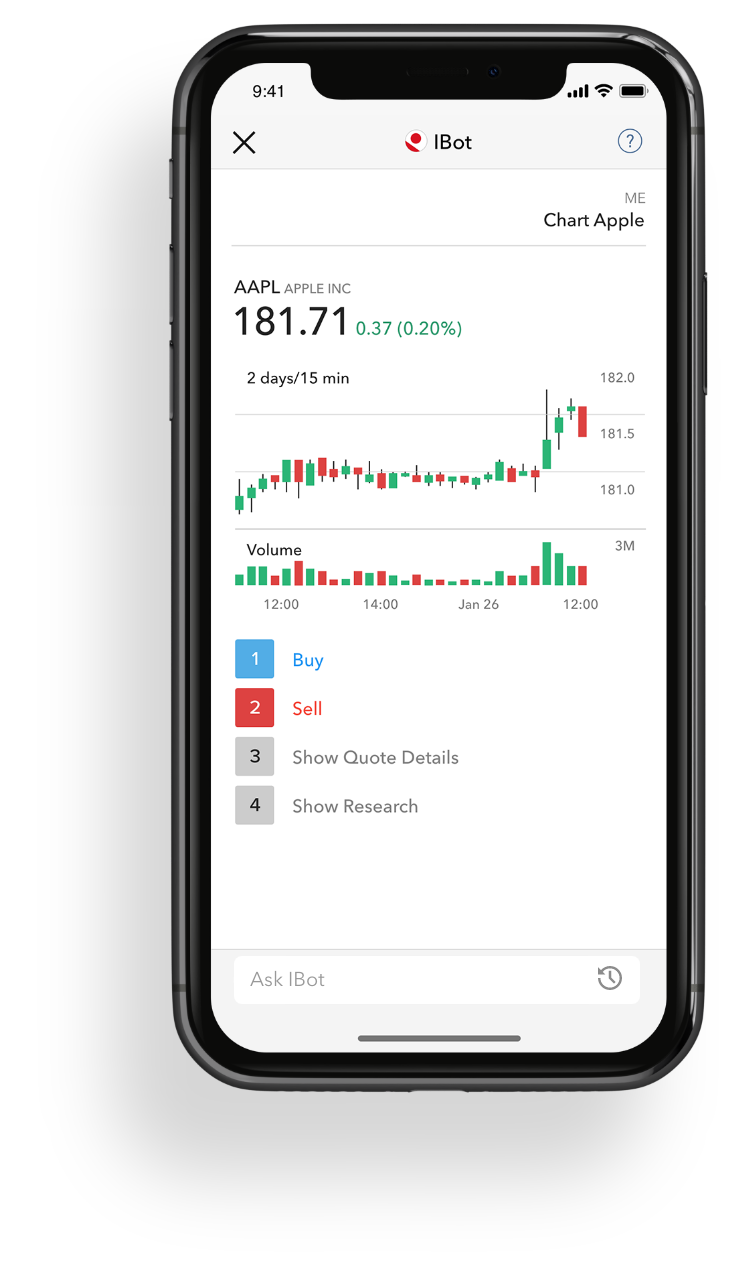 9:41
IBot
?
ME
Chart Apple
AAPL APPLE INC
181.71 0.37 (0.20%)
2 days/15 min
182.0
181.5
181.0
Volume
3M
12:00 14:00 Jan 26 12:00
1 Buy
2 Sell
3 Show Quote Details
4 Show Research
Ask IBot